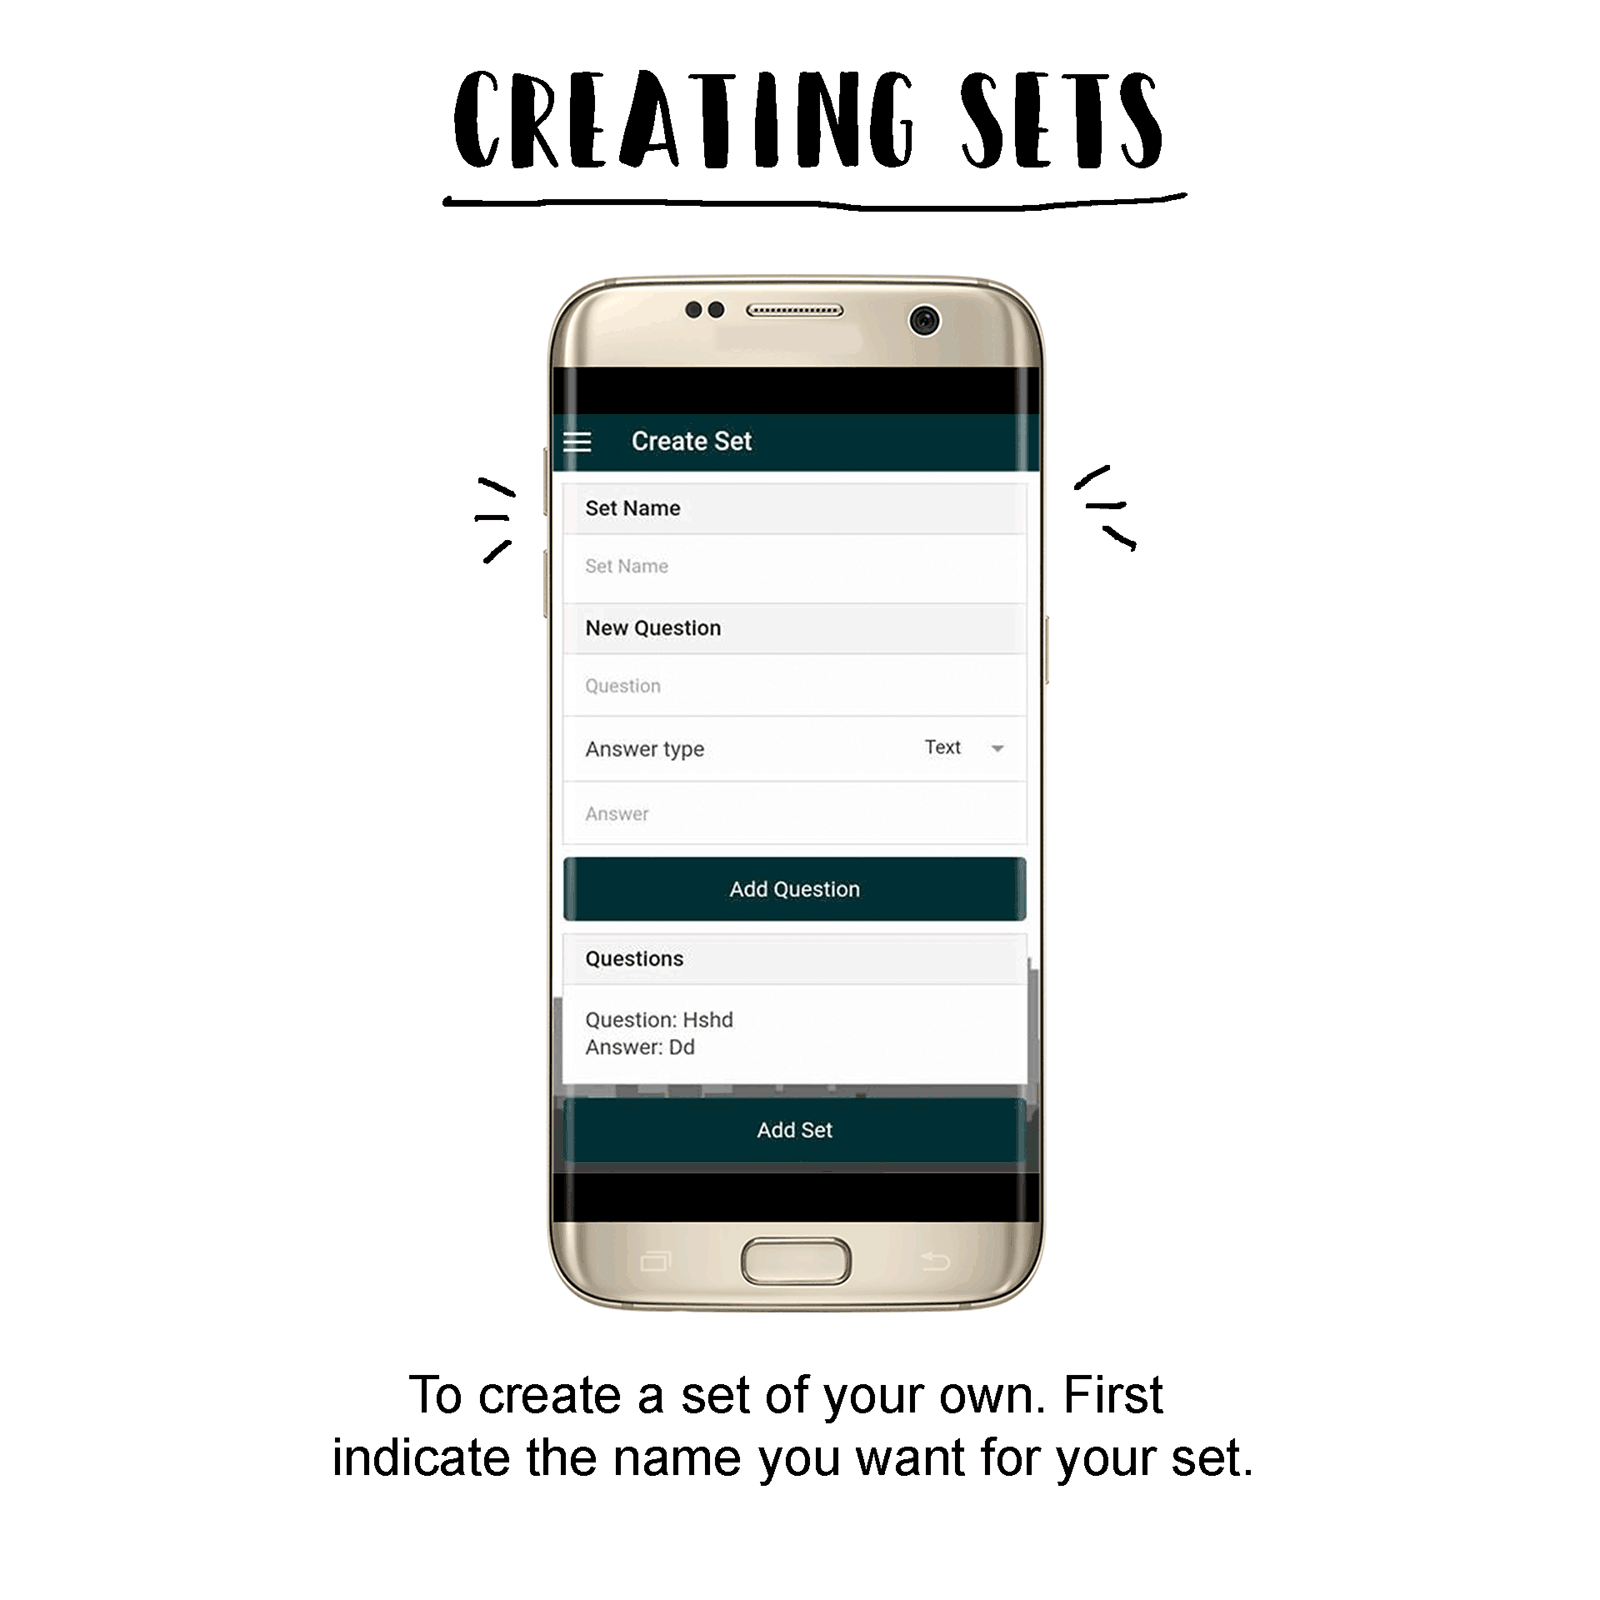 CREATING SETS
Create Set
Set Name
Set Name
New Question
Question
Answer type Text
Answer
Add Question
Questions
Question: Hshd
Answer: Dd
Add Set
To create a set of your own. First
indicate the name you want for your set.